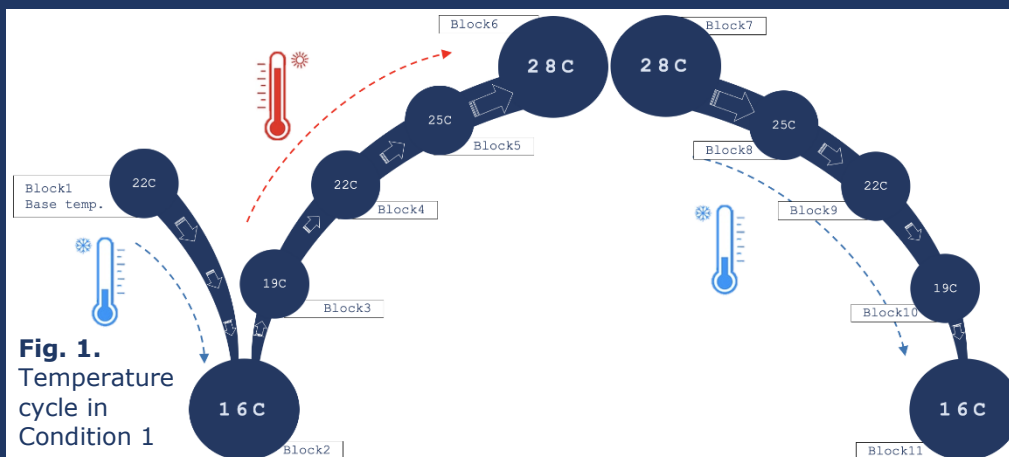 Block6
28C
Block7
28C
25C
Block5
25C
Block8
Block1
Base temp.
22C
22C
Block4
22C
Block9
19C
Block3
19C
Block10
Fig. 1.
Temperature
cycle in
Condition 1
16C
Block2
16C
Block11